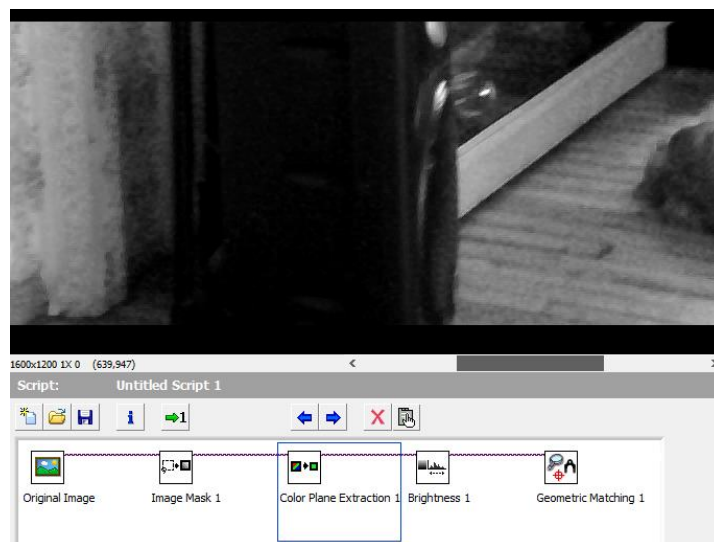 1600x1200 1X 0 (639,947)
Script: Untitled Script 1
1
Original Image Image Mask 1 Color Plane Extraction 1 Brightness 1 Geometric Matching 1